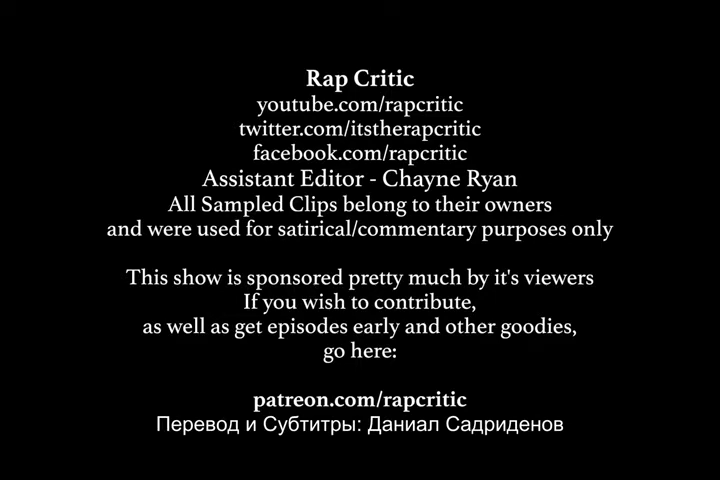 Rap Critic
youtube.com/rapcritic
twitter.com/itstherapcritic
facebook.com/rapcritic
Assistant Editor - Chayne Ryan
All Sampled Clips belong to their owners
and were used for satirical/commentary purposes only
This show is sponsored pretty much by it's viewers
If you wish to contribute,
as well as get episodes early and other goodies,
go here:
patreon.com/rapcritic
Перевод и Субтитры: Даниал Садриденов